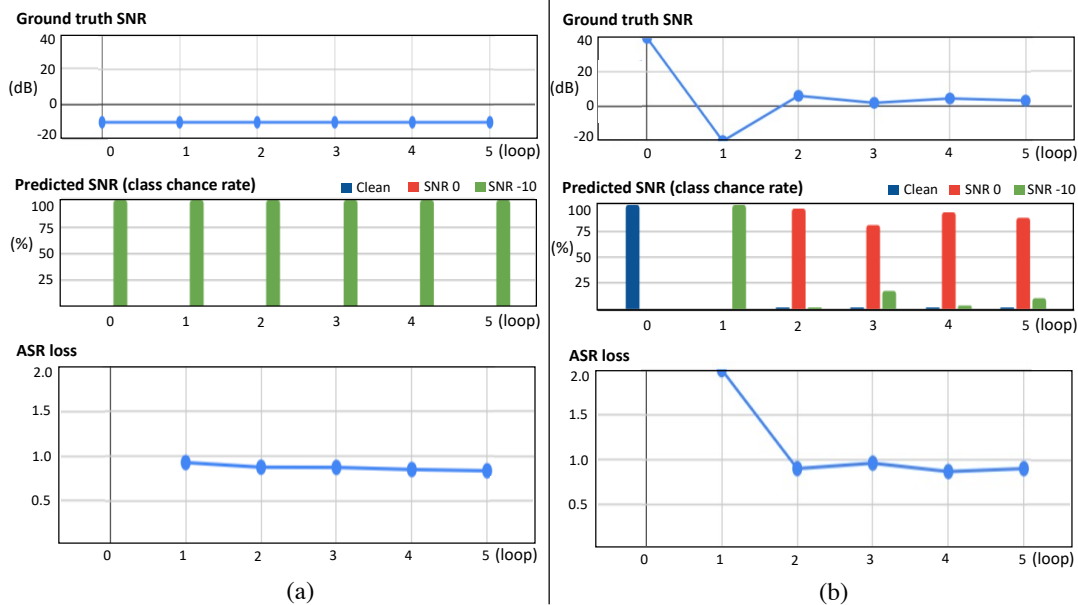 Ground truth SNR
40
20
(dB)
0
-20
0 1 2 3 4 5 (loop)
Predicted SNR (class chance rate) Clean SNR 0 SNR -10
100
75
(%)
50
25
0 1 2 3 4 5 (loop)
ASR loss
2.0
1.5
1.0
0.5
0 1 2 3 4 5 (loop)
(a)
Ground truth SNR
40
20
(dB)
0
-20
0 1 2 3 4 5 (loop)
Predicted SNR (class chance rate) Clean SNR 0 SNR -10
100
75
(%)
50
25
0 1 2 3 4 5 (loop)
ASR loss
2.0
1.5
1.0
0.5
0 1 2 3 4 5 (loop)
(b)